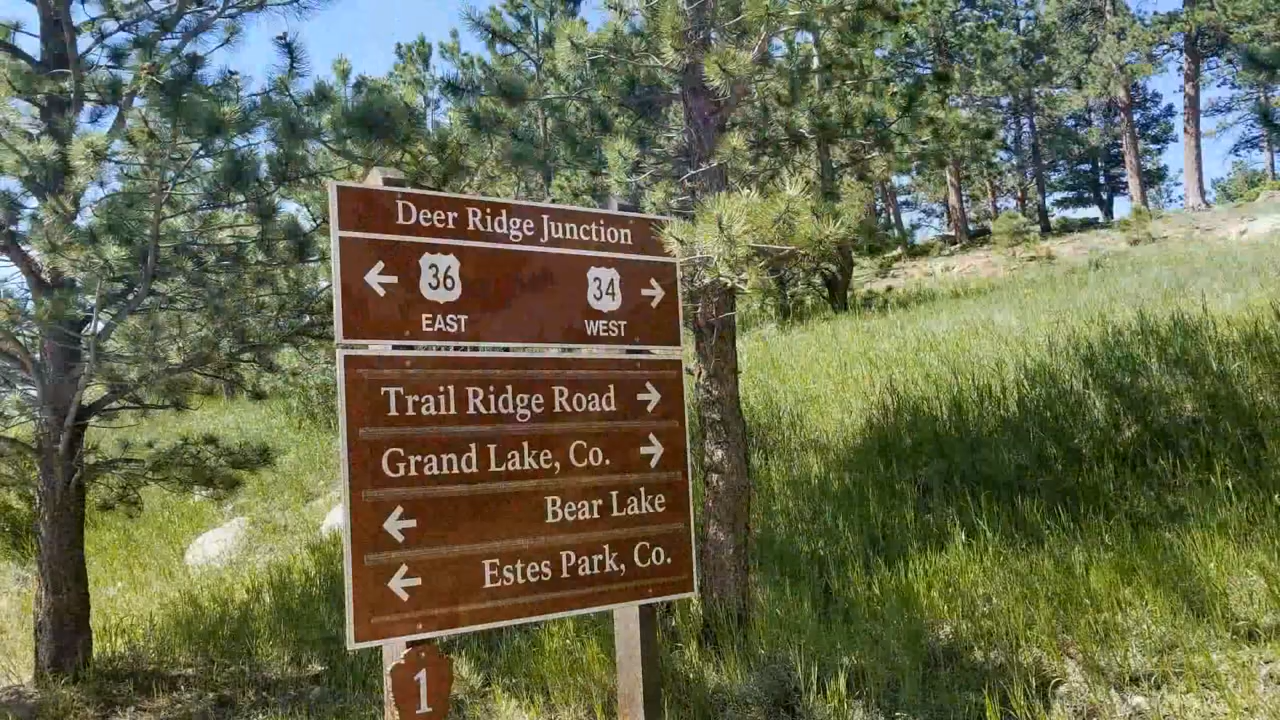 Deer Ridge Junction
36 34
EAST WEST
Trail Ridge Road
Grand Lake, Co.
Bear Lake
Estes Park, Co.
1